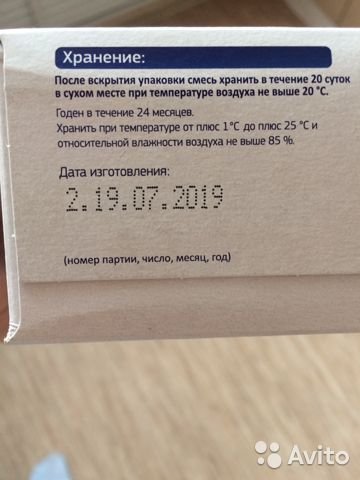 Хранение:
После вскрытия упаковки смесь хранить в течение 20 суток
в сухом месте при температуре воздуха не выше 20 °С.
Годен в течение 24 месяцев.
Хранить при температуре от плюс 1°С до плюс 25 °С и
относительной влажности воздуха не выше 85 %.
Дата изготовления:
2.19.07.2019
(номер партии, число, месяц, год)
Avito